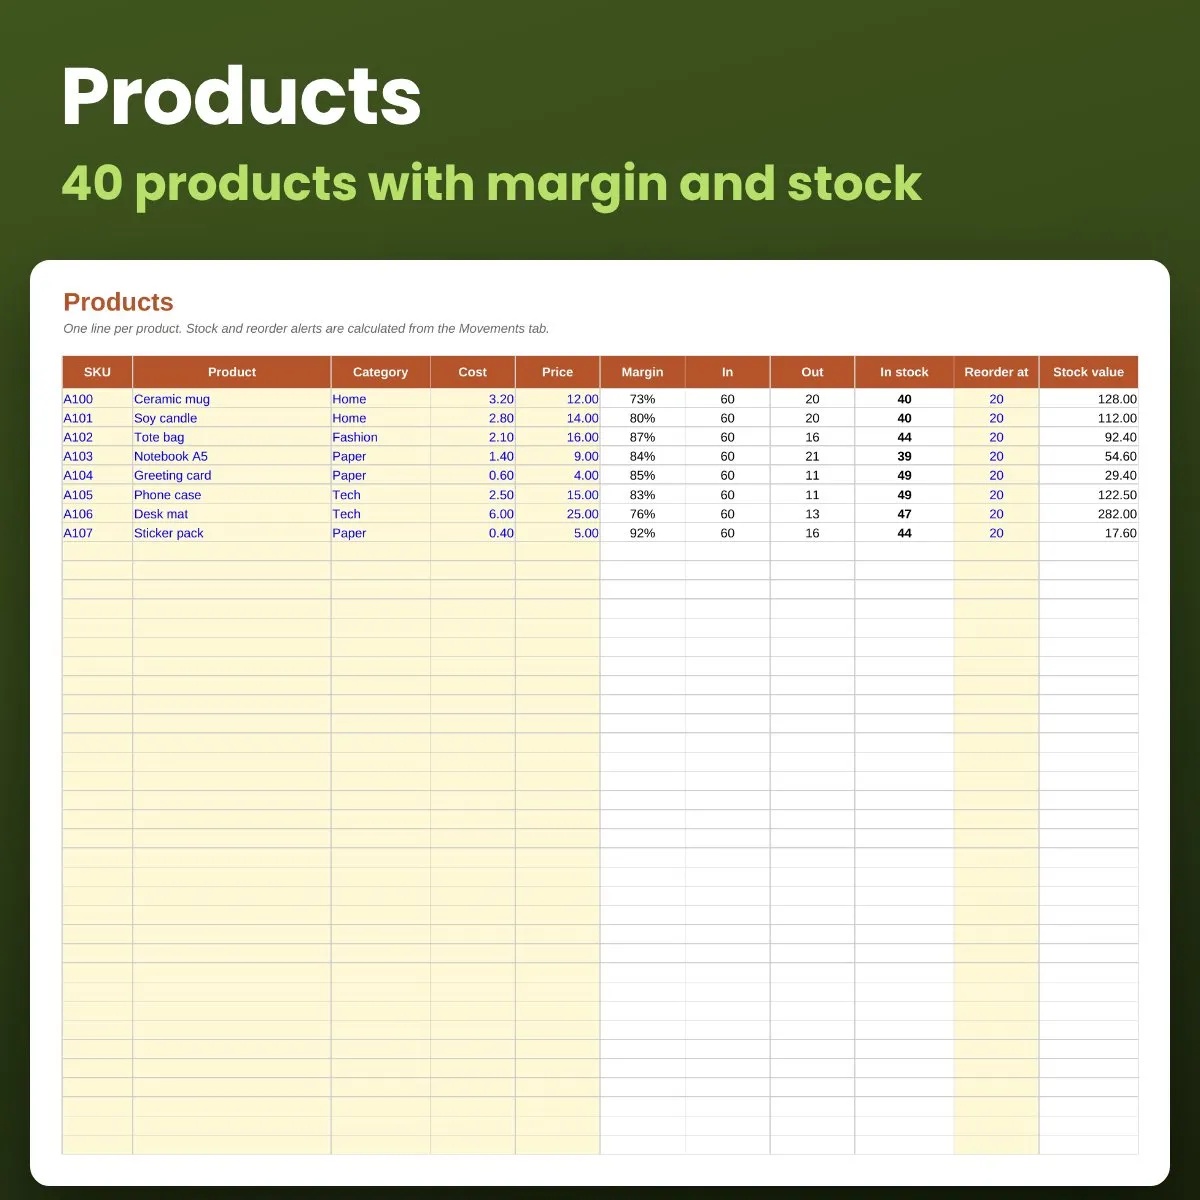 Products
40 products with margin and stock
Products
One line per product. Stock and reorder alerts are calculated from the Movements tab.
SKU Product Category Cost Price Margin In Out In stock Reorder at Stock value
A100 Ceramic mug Home 3.20 12.00 73% 60 20 40 20 128.00
A101 Soy candle Home 2.80 14.00 80% 60 20 40 20 112.00
A102 Tote bag Fashion 2.10 16.00 87% 60 16 44 20 92.40
A103 Notebook A5 Paper 1.40 9.00 84% 60 21 39 20 54.60
A104 Greeting card Paper 0.60 4.00 85% 60 11 49 20 29.40
A105 Phone case Tech 2.50 15.00 83% 60 11 49 20 122.50
A106 Desk mat Tech 6.00 25.00 76% 60 13 47 20 282.00
A107 Sticker pack Paper 0.40 5.00 92% 60 16 44 20 17.60